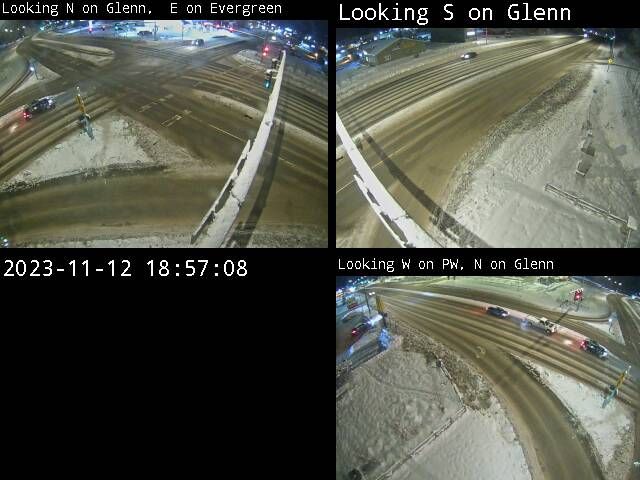 Looking N on Glenn,  E on Evergreen
Looking S on Glenn
2023-11-12 18:57:08
Looking W on PW, N on Glenn